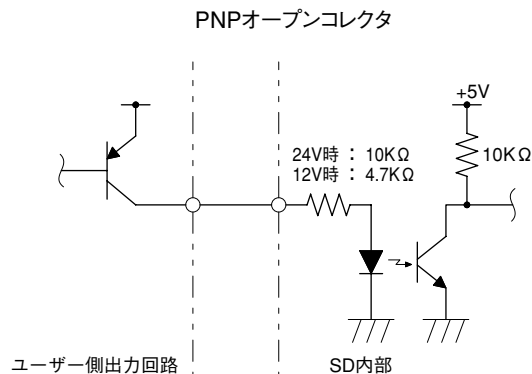 PNPオープンコレクタ
+5V
24V時 : 10KΩ
12V時 : 4.7KΩ
10KΩ
ユーザー側出力回路
SD内部